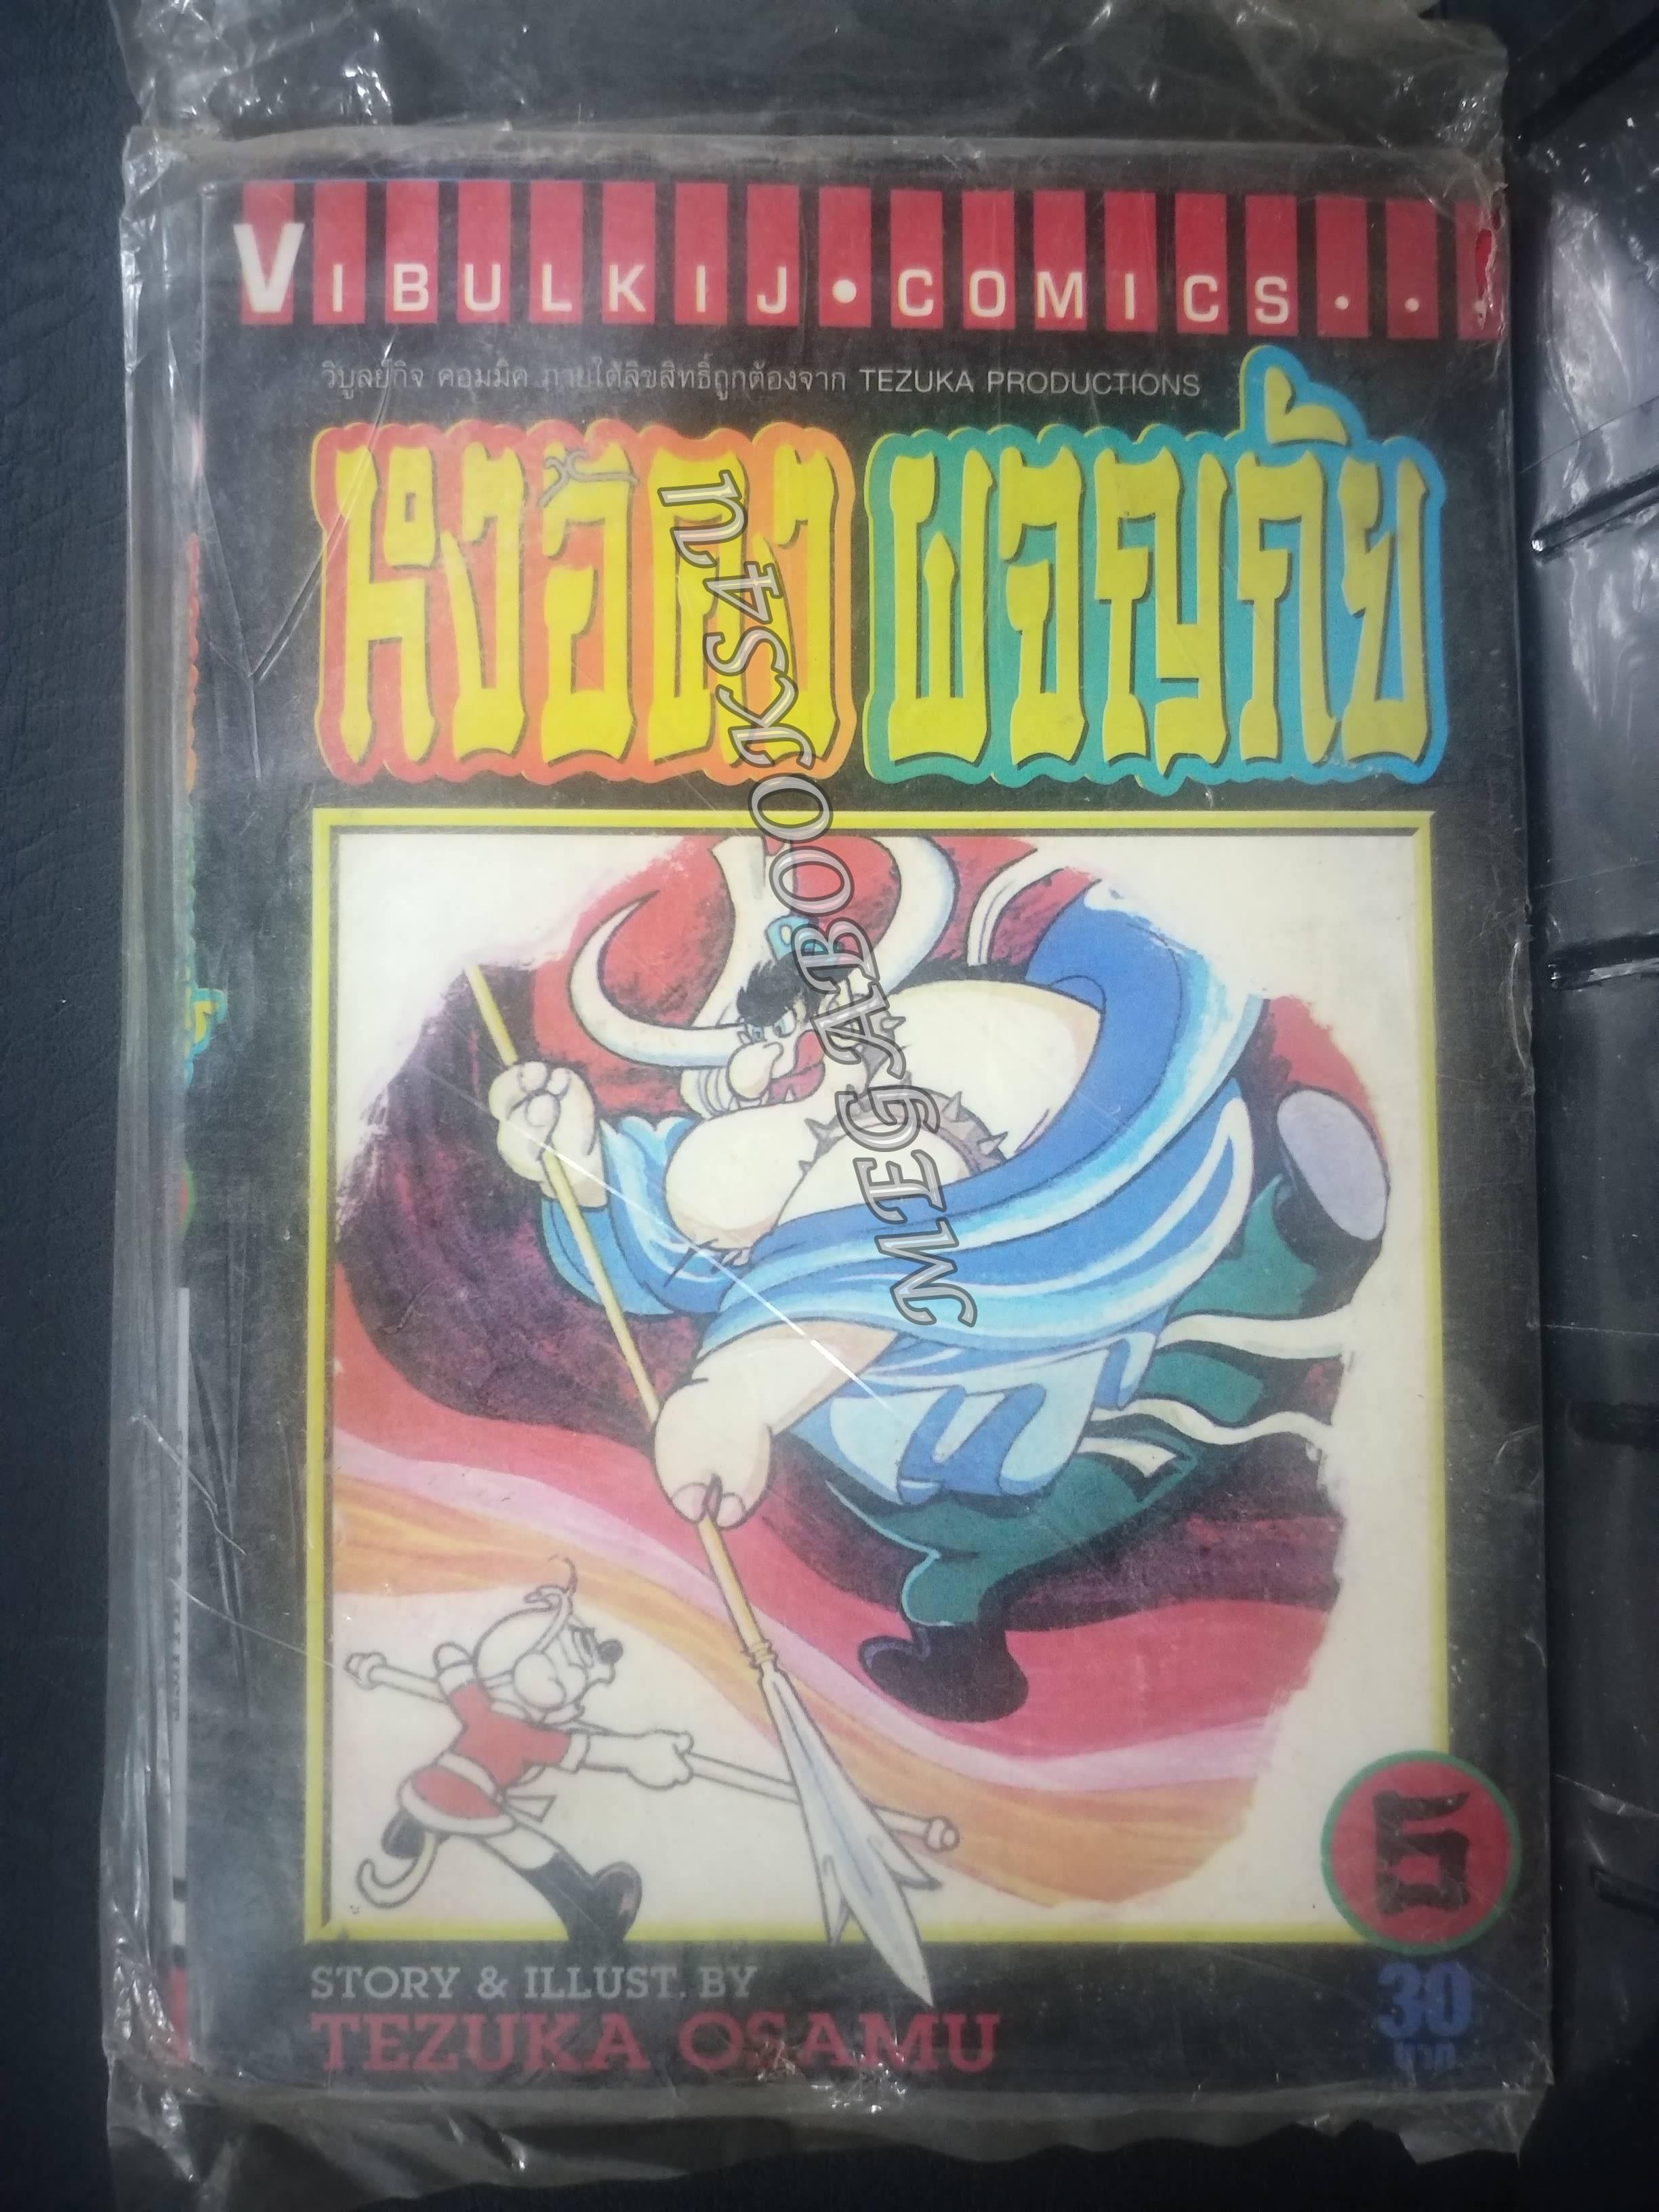 VIBULKIJ•COMICS...
วิบูลย์กิจ คอมมิค ภายใต้ลิขสิทธิ์ถูกต้องจาก TEZUKA PRODUCTIONS
หงอคง ผจญภัย
MEGABOOKS4U
6
STORY & ILLUST. BY
TEZUKA OSAMU
30
บาท